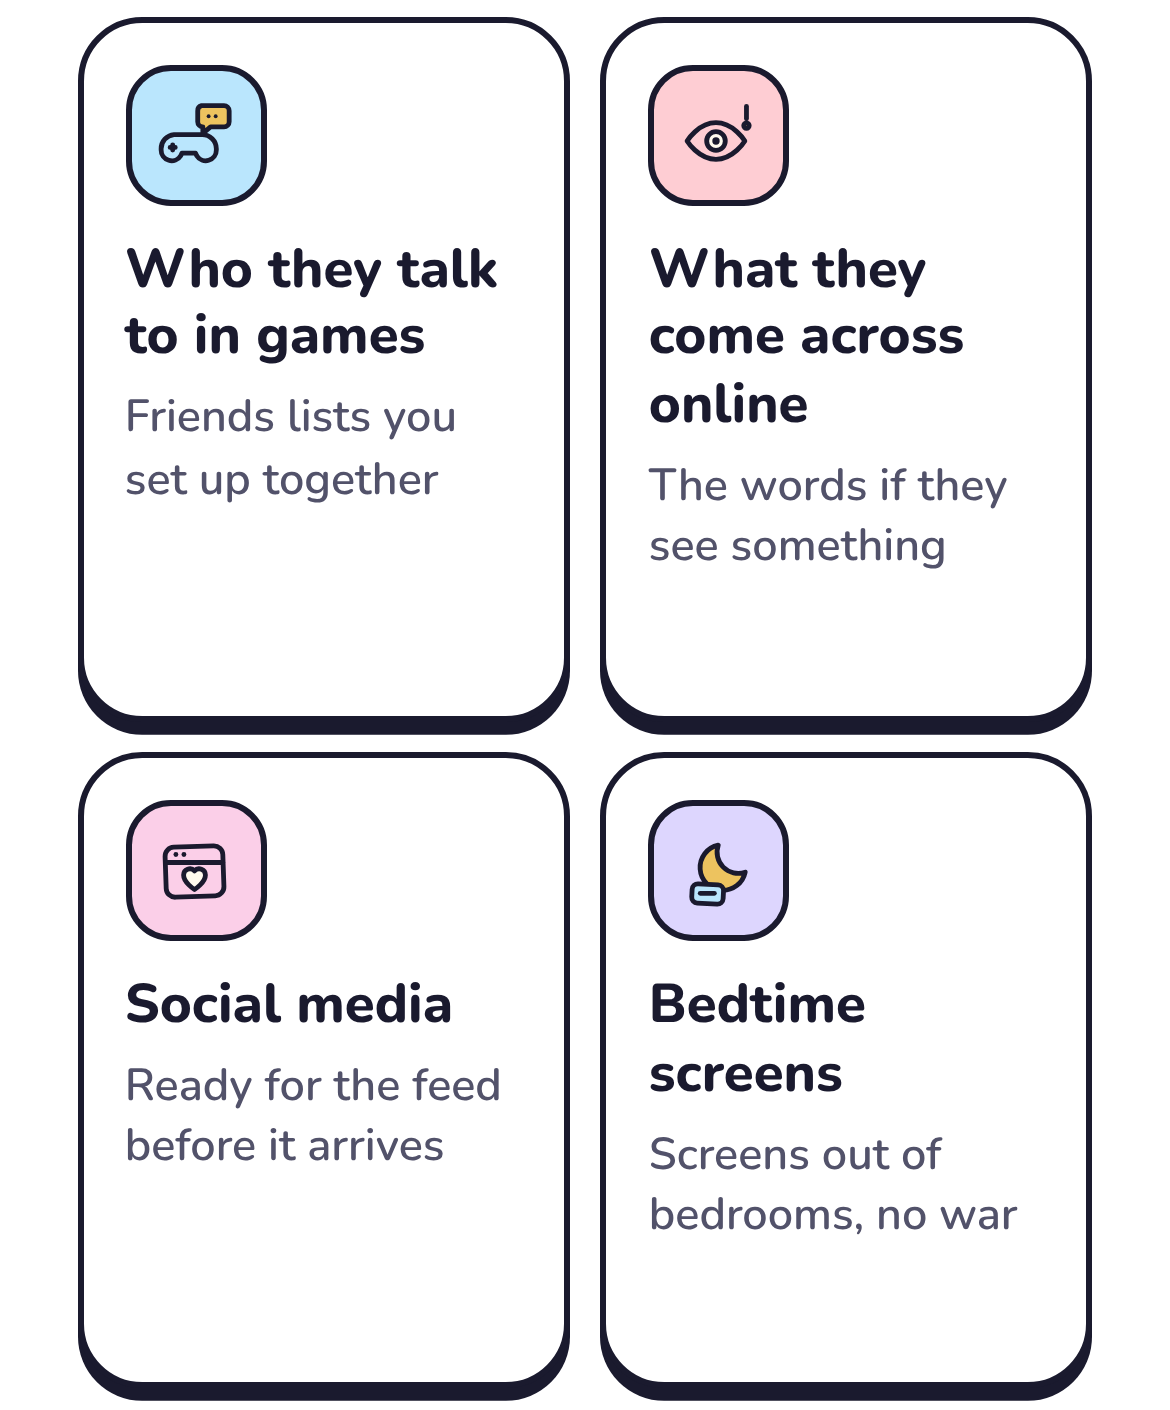 Who they talk
to in games
Friends lists you
set up together
What they
come across
online
The words if they
see something
Social media
Ready for the feed
before it arrives
Bedtime
screens
Screens out of
bedrooms, no war